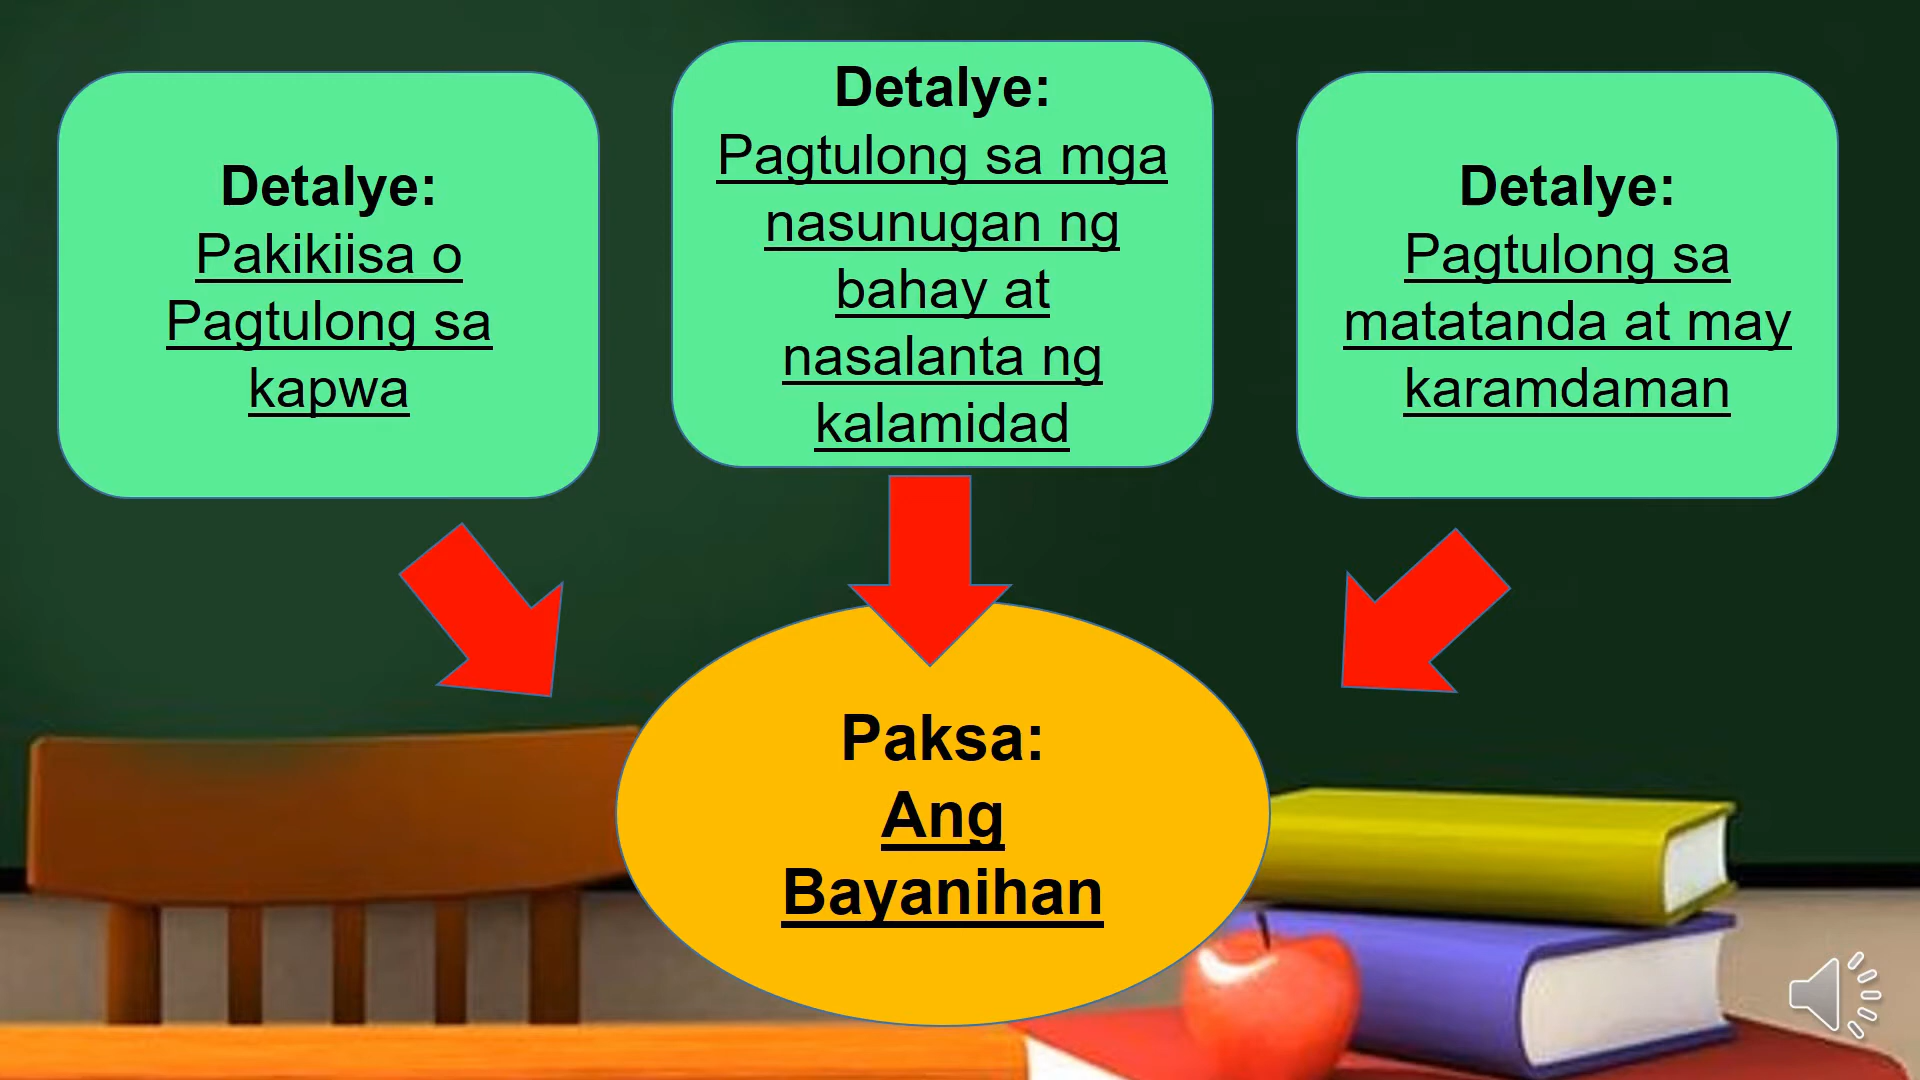 Detalye:
Pakikiisa o
Pagtulong sa
kapwa
Detalye:
Pagtulong sa mga
nasunugan ng
bahay at
nasalanta ng
kalamidad
Detalye:
Pagtulong sa
matatanda at may
karamdaman
Paksa:
Ang
Bayanihan